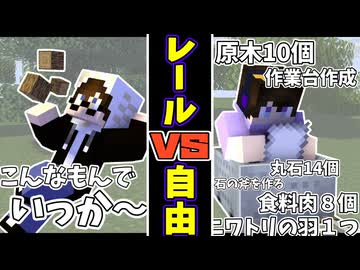 こんなもんで
いっか〜
レール
VS
自由
原木10個
作業台作成
丸石14個
石の斧を作る
食料肉8個
ニワトリの羽1つ